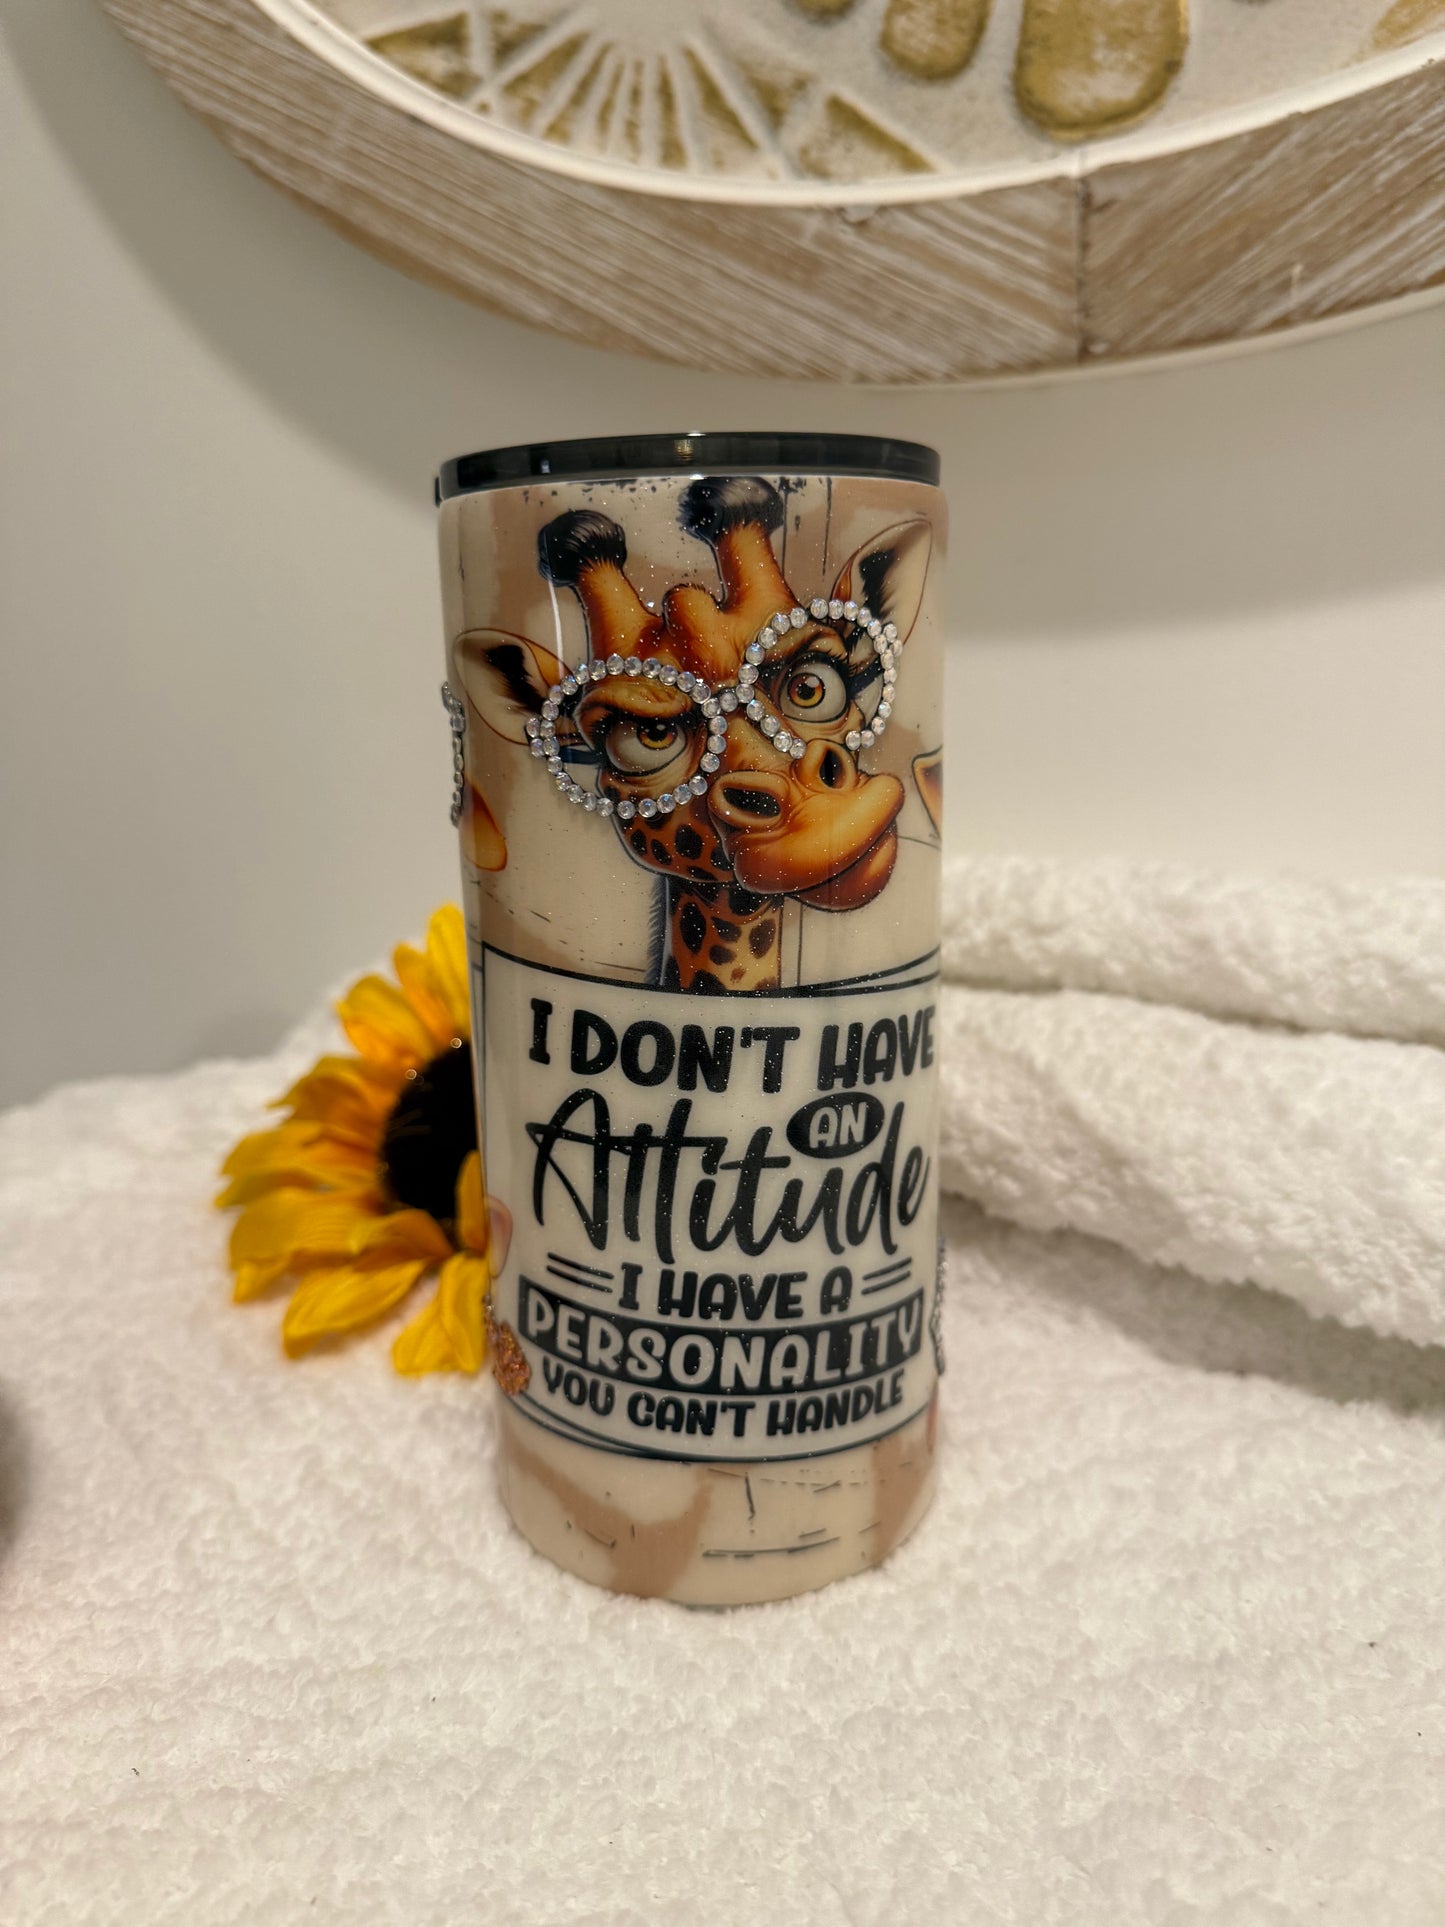 I DON'T HAVE
AN
Attitude
I HAVE A
PERSONALITY
YOU CAN'T HANDLE